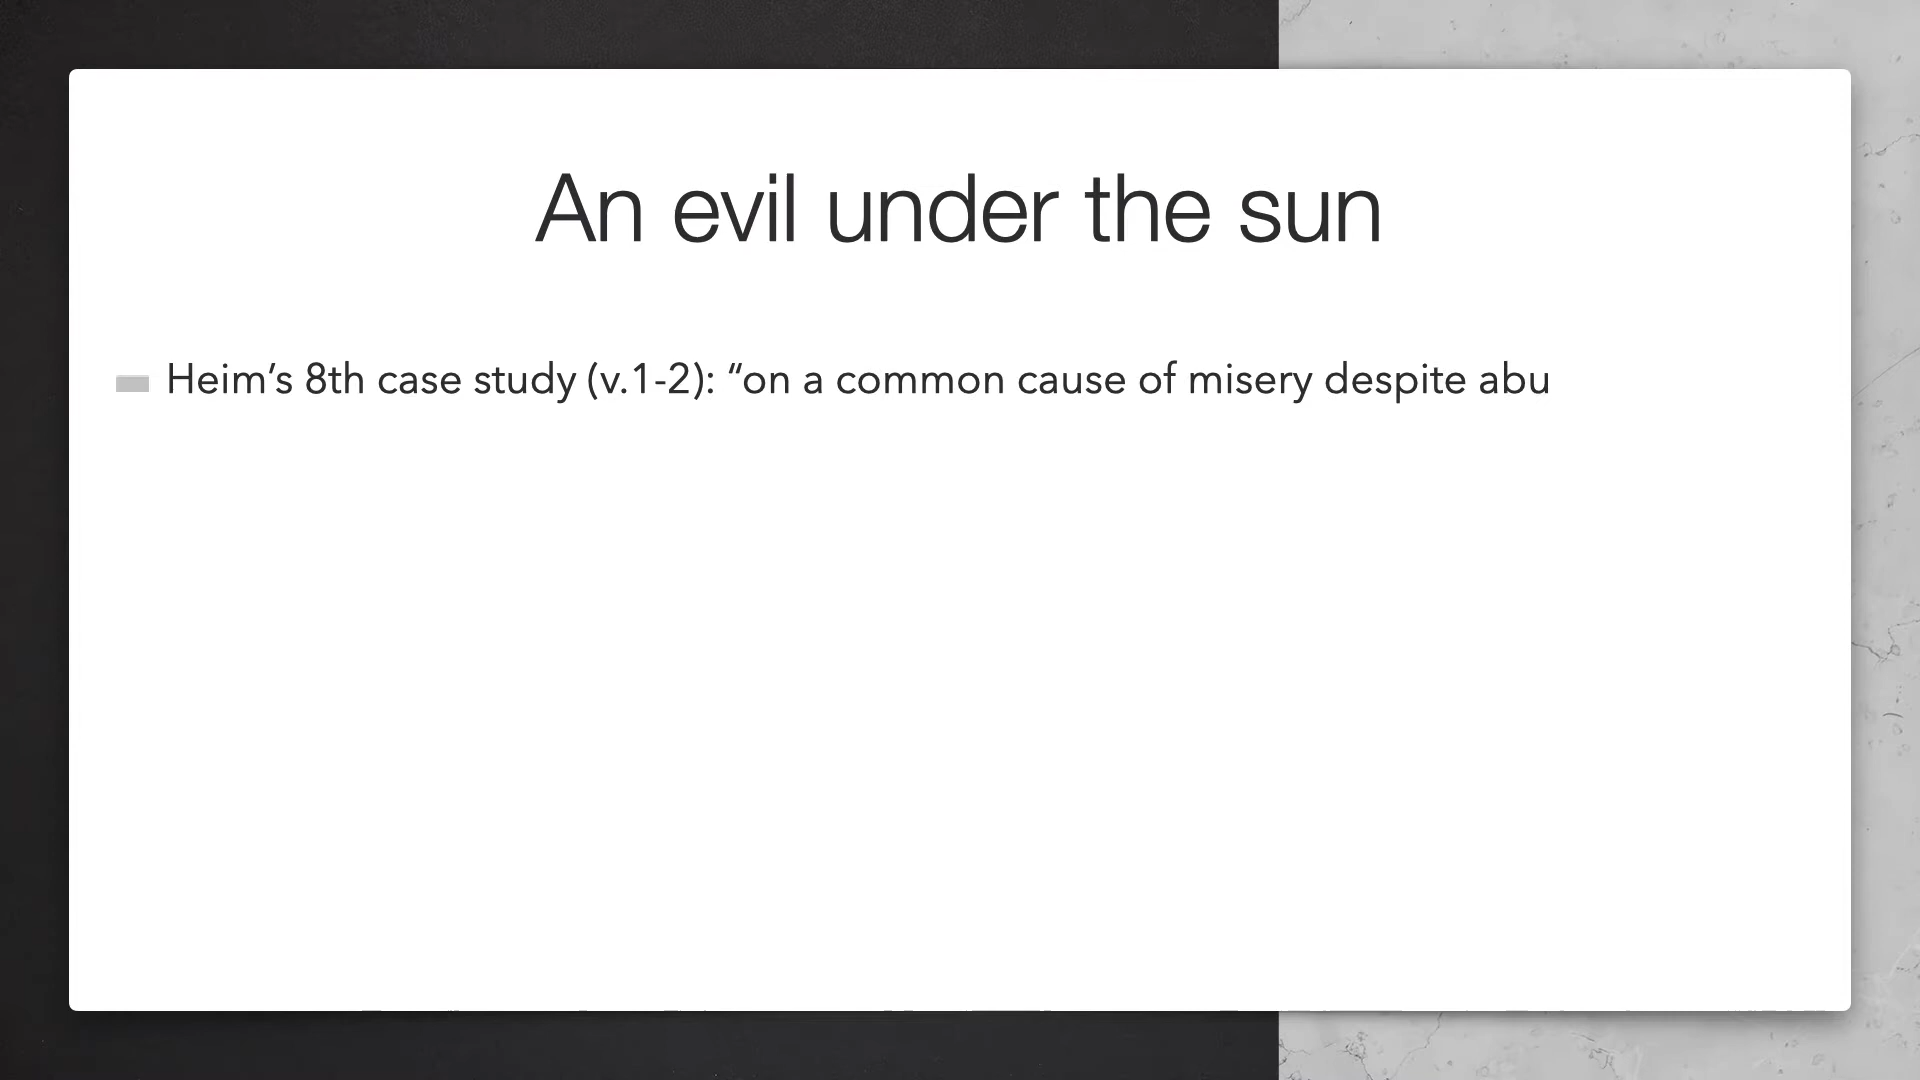 An evil under the sun
Heim’s 8th case study (v.1-2): “on a common cause of misery despite abu